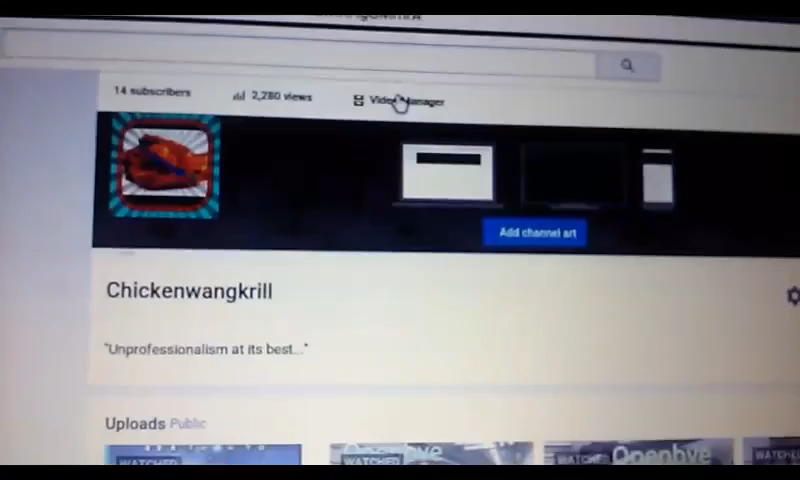 14 subscribers
2,280 views
Video Manager
Add channel art
Chickenwangkrill
"Unprofessionalism at its best..."
Uploads Public
WATCHED
WATCHED
WATCHED
Openbve
WATCHED